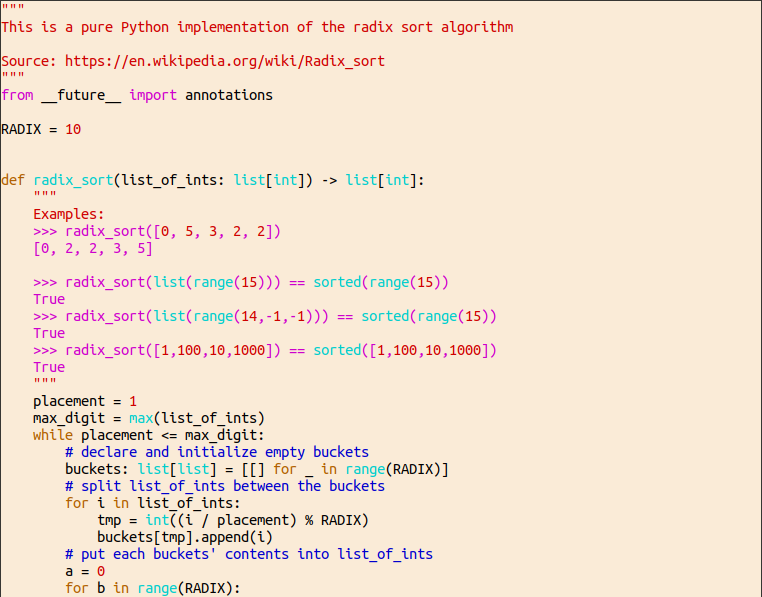 """
This is a pure Python implementation of the radix sort algorithm

Source: https://en.wikipedia.org/wiki/Radix_sort
"""
from __future__ import annotations

RADIX = 10


def radix_sort(list_of_ints: list[int]) -> list[int]:
    """
    Examples:
    >>> radix_sort([0, 5, 3, 2, 2])
    [0, 2, 2, 3, 5]

    >>> radix_sort(list(range(15))) == sorted(range(15))
    True
    >>> radix_sort(list(range(14,-1,-1))) == sorted(range(15))
    True
    >>> radix_sort([1,100,10,1000]) == sorted([1,100,10,1000])
    True
    """
    placement = 1
    max_digit = max(list_of_ints)
    while placement <= max_digit:
        # declare and initialize empty buckets
        buckets: list[list] = [[] for _ in range(RADIX)]
        # split list_of_ints between the buckets
        for i in list_of_ints:
            tmp = int((i / placement) % RADIX)
            buckets[tmp].append(i)
        # put each buckets' contents into list_of_ints
        a = 0
        for b in range(RADIX):